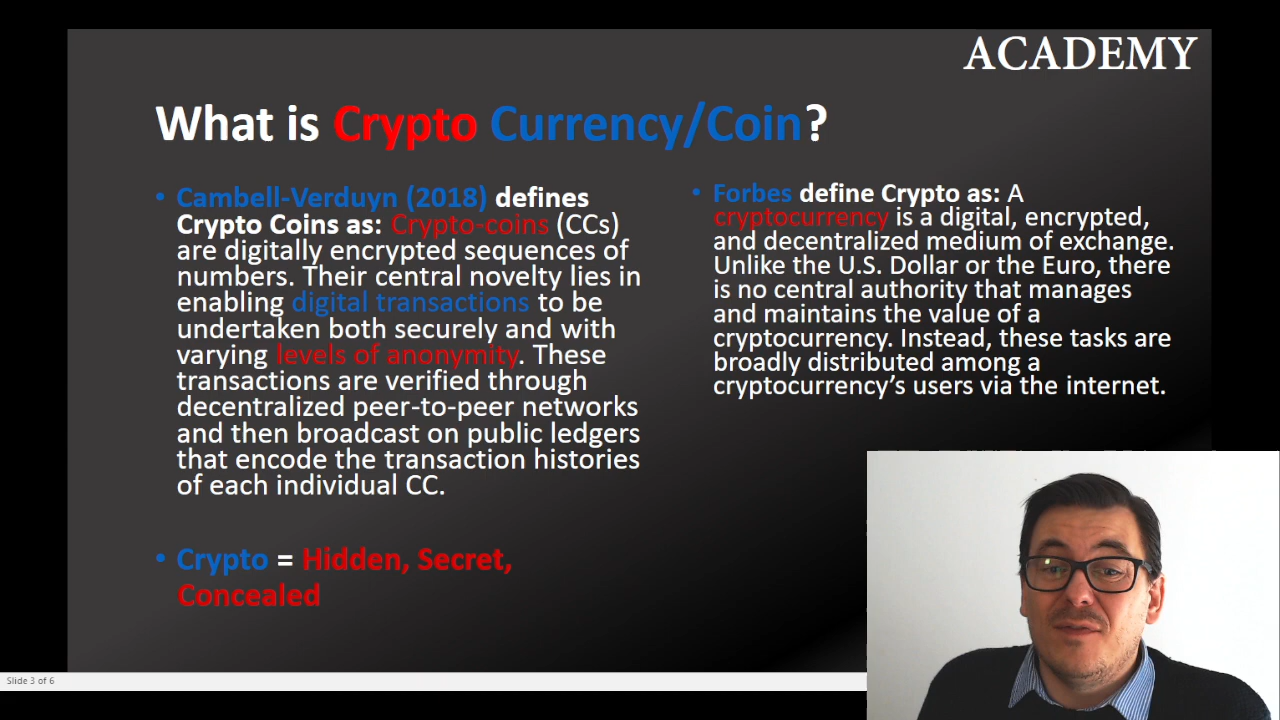 ACADEMY
What is Crypto Currency/Coin?
• Cambell-Verduyn (2018) defines
Crypto Coins as: Crypto-coins (CCs)
are digitally encrypted sequences of
numbers. Their central novelty lies in
enabling digital transactions to be
undertaken both securely and with
varying levels of anonymity. These
transactions are verified through
decentralized peer-to-peer networks
and then broadcast on public ledgers
that encode the transaction histories
of each individual CC.
• Crypto = Hidden, Secret,
Concealed
• Forbes define Crypto as: A
cryptocurrency is a digital, encrypted,
and decentralized medium of exchange.
Unlike the U.S. Dollar or the Euro, there
is no central authority that manages
and maintains the value of a
cryptocurrency. Instead, these tasks are
broadly distributed among a
cryptocurrency’s users via the internet.
Slide 3 of 6